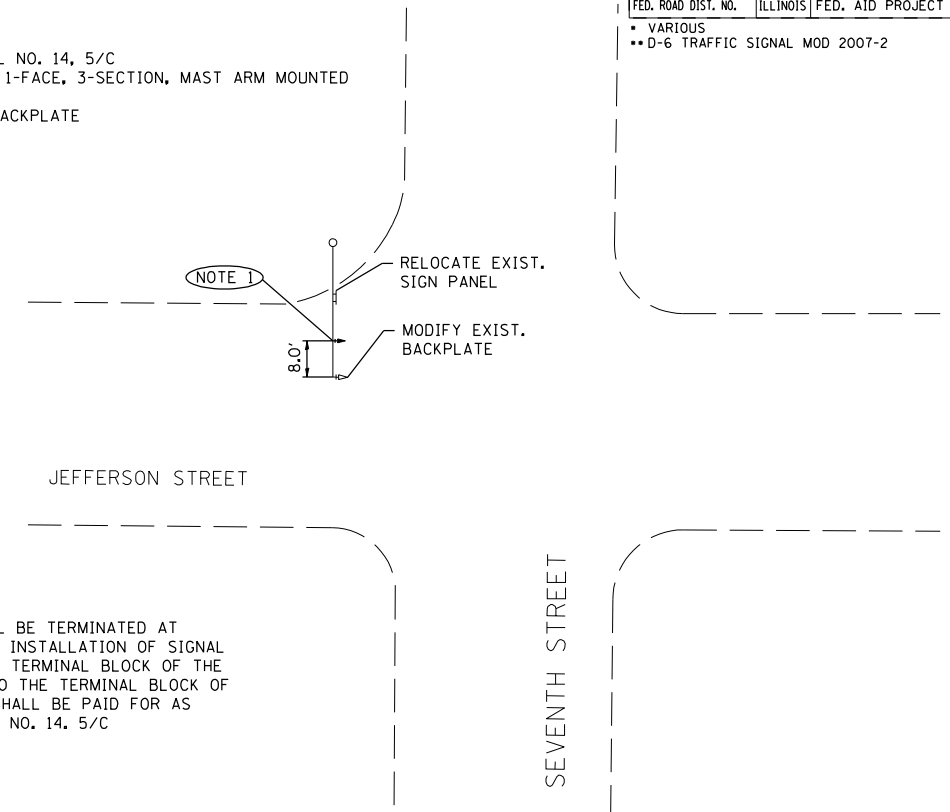 FED. ROAD DIST. NO. ILLINOIS FED. AID PROJECT
* VARIOUS
** D-6 TRAFFIC SIGNAL MOD 2007-2
NO. 14, 5/C
1-FACE, 3-SECTION, MAST ARM MOUNTED
ACKPLATE
NOTE 1
RELOCATE EXIST.
SIGN PANEL
MODIFY EXIST.
BACKPLATE
8.0'
JEFFERSON STREET
SEVENTH STREET
L BE TERMINATED AT
INSTALLATION OF SIGNAL
TERMINAL BLOCK OF THE
O THE TERMINAL BLOCK OF
SHALL BE PAID FOR AS
NO. 14. 5/C